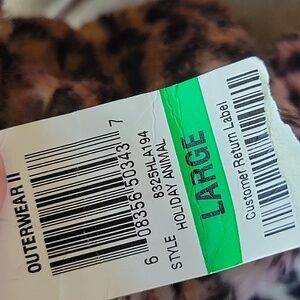 OUTERWEAR II
6 08356 50343 7
8325HLA194
STYLE HOLIDAY ANIMAL
LARGE
Customer Return Label